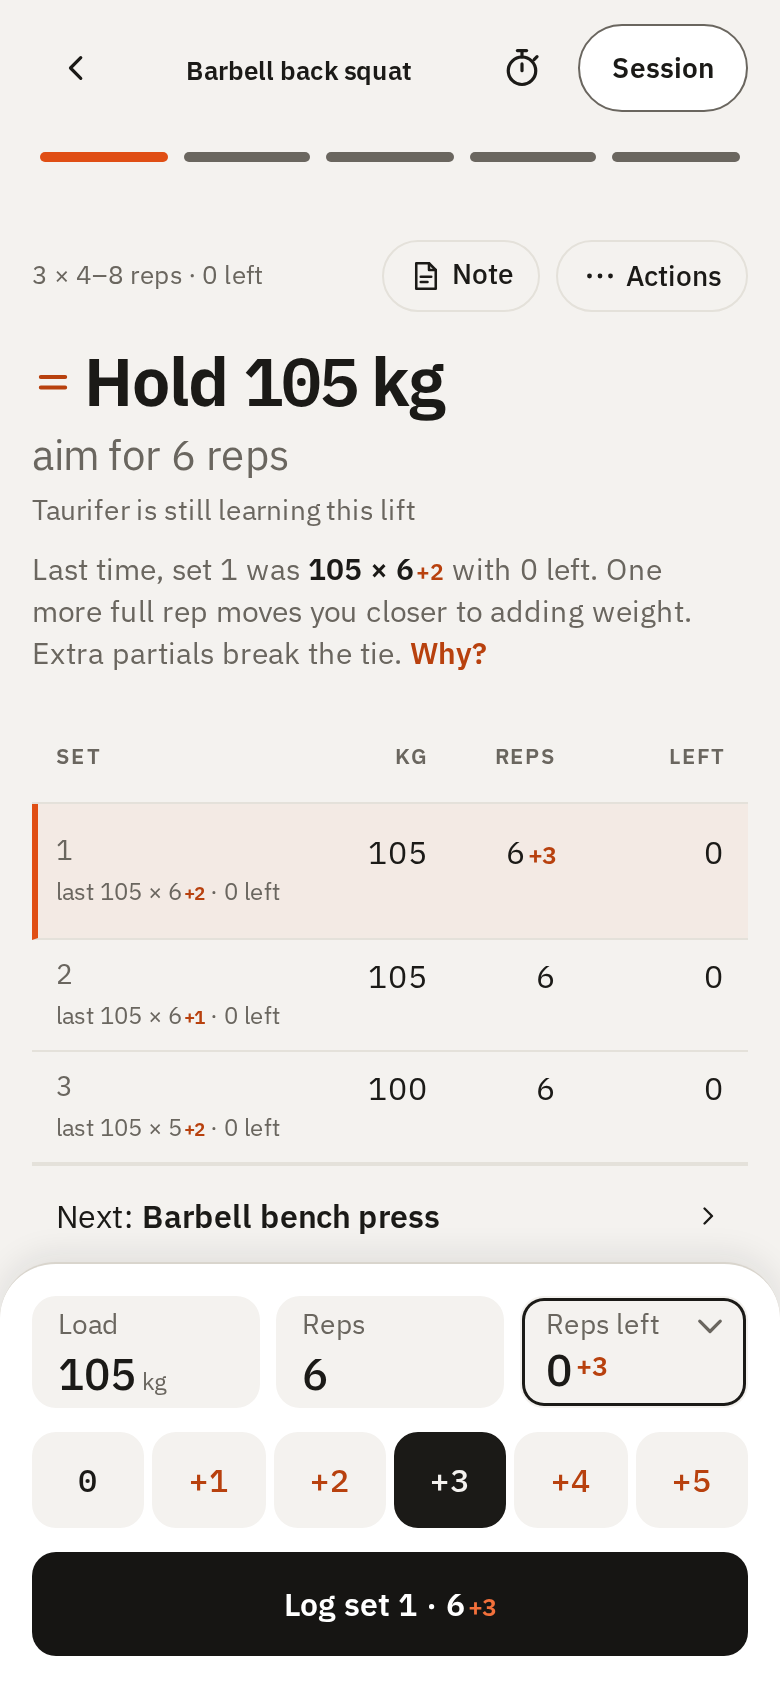 Barbell back squat
Session
3 × 4–8 reps · 0 left
Note
··· Actions
= Hold 105 kg
aim for 6 reps
Taurifer is still learning this lift
Last time, set 1 was 105 × 6+2 with 0 left. One
more full rep moves you closer to adding weight.
Extra partials break the tie. Why?
SET KG REPS LEFT
1 105 6+3 0
last 105 × 6+2 · 0 left
2 105 6 0
last 105 × 6+1 · 0 left
3 100 6 0
last 105 × 5+2 · 0 left
Next: Barbell bench press
Load Reps Reps left
105 kg 6 0+3
0 +1 +2 +3 +4 +5
Log set 1 · 6+3